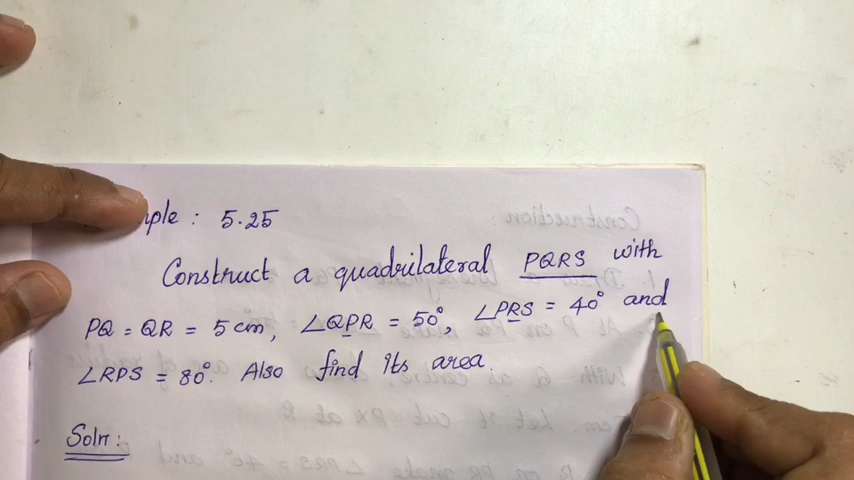 mple : 5.25
Construct a quadrilateral PQRS with
PQ = QR = 5 cm, ∠QPR = 50°, ∠PRS = 40° and
∠RPS = 80°. Also find its area.
Soln: